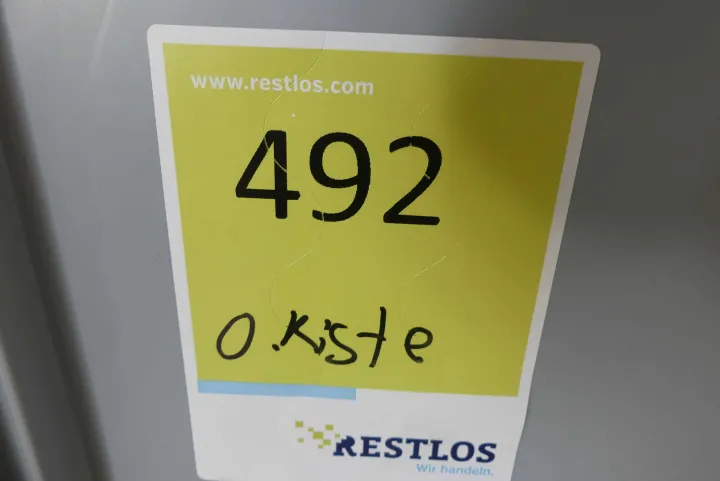 www.restlos.com
492
O. Kiste
RESTLOS
Wir handeln.